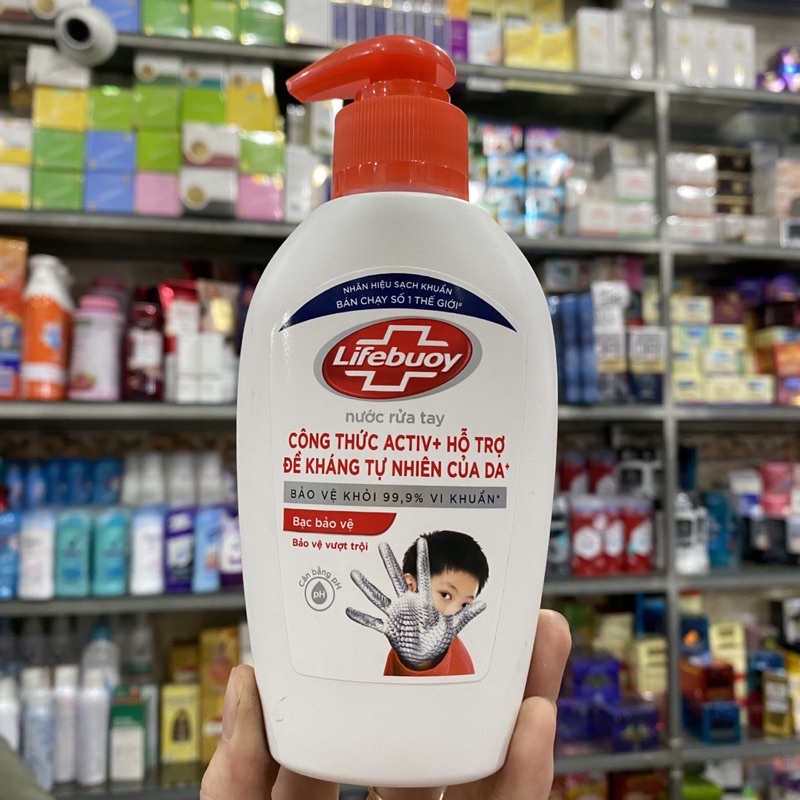 NHÃN HIỆU SẠCH KHUẨN
BÁN CHẠY SỐ 1 THẾ GIỚI#
Lifebuoy
nước rửa tay
CÔNG THỨC ACTIV+ HỖ TRỢ
ĐỀ KHÁNG TỰ NHIÊN CỦA DA+
BẢO VỆ KHỎI 99,9% VI KHUẨN*
Bạc bảo vệ
Bảo vệ vượt trội
Cân bằng pH
pH